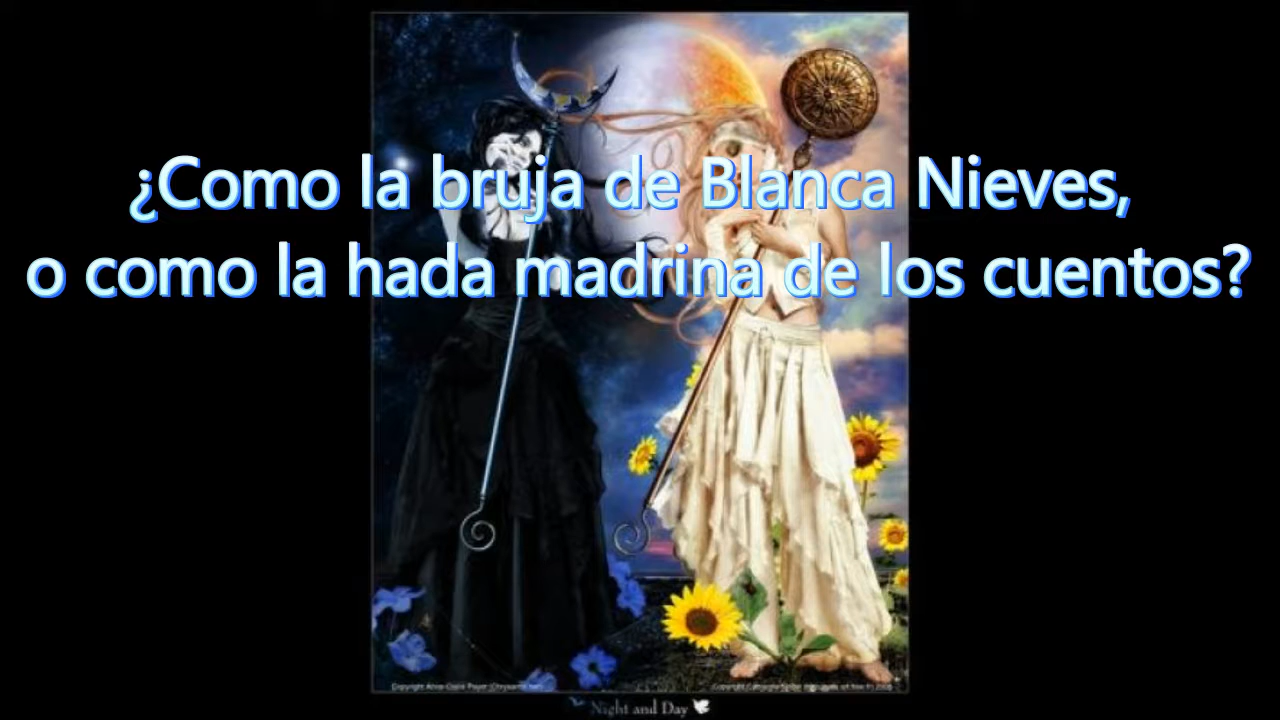 ¿Como la bruja de Blanca Nieves,
o como la hada madrina de los cuentos?
Night and Day